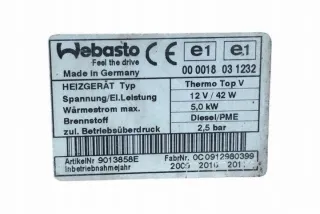 Webasto
Feel the drive
Made in Germany
e1 e1
00 0018 03 1232
HEIZGERÄT Typ Thermo Top V
Spannung/El.Leistung 12 V / 42 W
Wärmestrom max. 5,0 kW
Brennstoff Diesel/PME
zul. Betriebsüberdruck 2,5 bar
ArtikelNr 9013858E FabrNr. 0C0912980399
Inbetriebnahmejahr 2009 2010